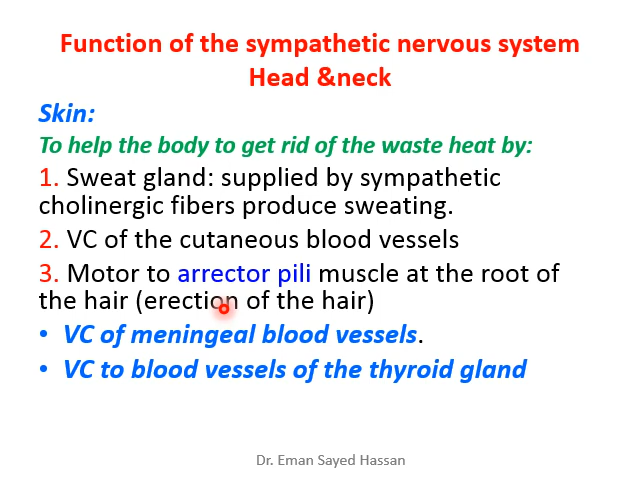 Function of the sympathetic nervous system
Head &neck
Skin:
To help the body to get rid of the waste heat by:
1. Sweat gland: supplied by sympathetic
cholinergic fibers produce sweating.
2. VC of the cutaneous blood vessels
3. Motor to arrector pili muscle at the root of
the hair (erection of the hair)
• VC of meningeal blood vessels.
• VC to blood vessels of the thyroid gland
Dr. Eman Sayed Hassan